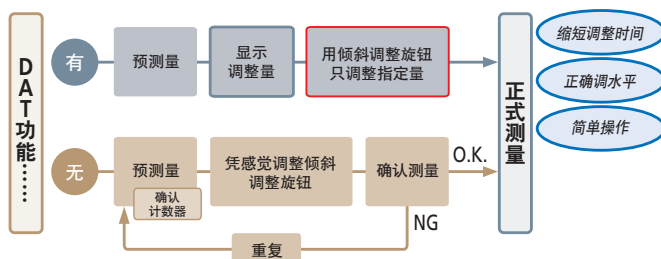 DAT功能……
有
预测量
显示
调整量
用倾斜调整旋钮
只调整指定量
无
预测量
确认
计数器
凭感觉调整倾斜
调整旋钮
确认测量
O.K.
NG
重复
正式测量
缩短调整时间
正确调水平
简单操作